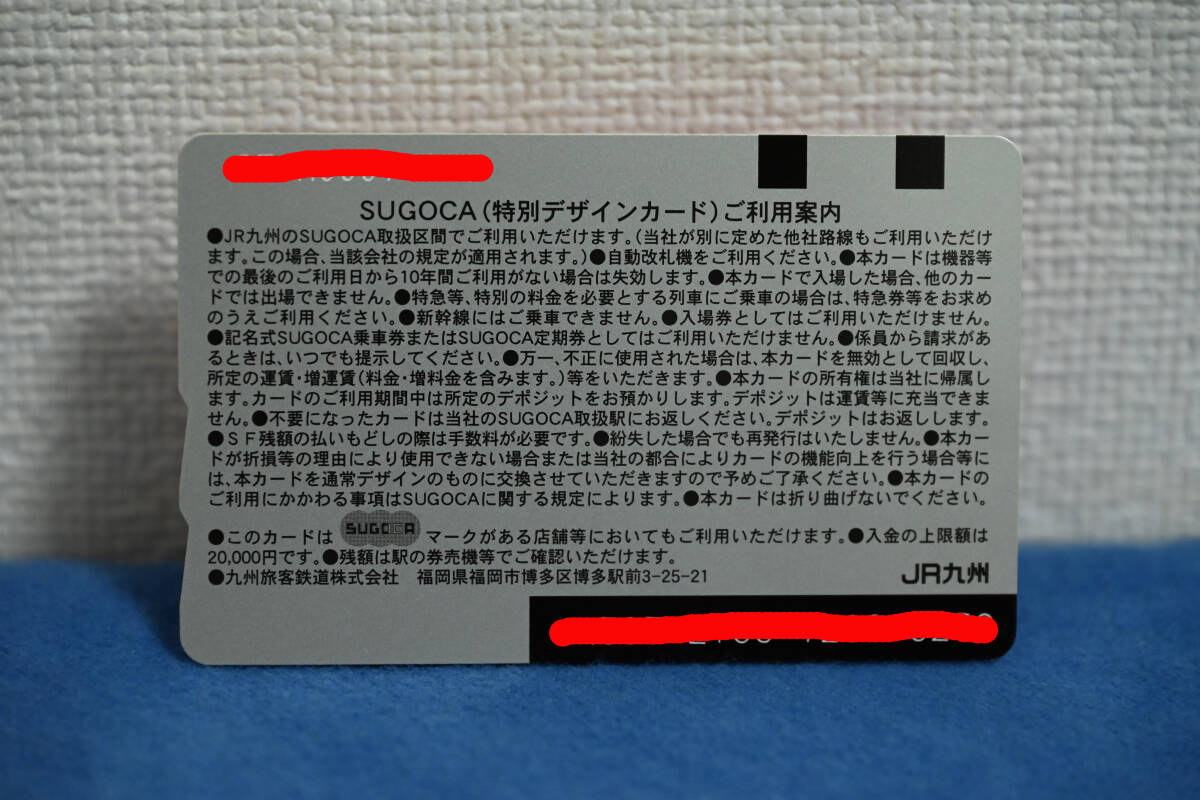 SUGOCA(特別デザインカード)ご利用案内
●JR九州のSUGOCA取扱区間でご利用いただけます。(当社が別に定めた他社路線もご利用いただけ
ます。この場合、当該会社の規定が適用されます。)●自動改札機をご利用ください。●本カードは機器等
での最後のご利用日から10年間ご利用がない場合は失効します。●本カードで入場した場合、他のカー
ドでは出場できません。●特急等、特別の料金を必要とする列車にご乗車の場合は、特急券等をお求め
のうえご利用ください。●新幹線にはご乗車できません。●入場券としてはご利用いただけません。
●記名式SUGOCA乗車券またはSUGOCA定期券としてはご利用いただけません。●係員から請求があ
るときは、いつでも提示してください。●万一、不正に使用された場合は、本カードを無効として回収し、
所定の運賃・増運賃(料金・増料金を含みます。)等をいただきます。●本カードの所有権は当社に帰属し
ます。カードのご利用期間中は所定のデポジットをお預かりします。デポジットは運賃等に充当できま
せん。●不要になったカードは当社のSUGOCA取扱駅にお返しください。デポジットはお返しします。
●SF残額の払いもどしの際は手数料が必要です。●紛失した場合でも再発行はいたしません。●本カー
ドが折損等の理由により使用できない場合または当社の都合によりカードの機能向上を行う場合等に
は、本カードを通常デザインのものに交換させていただきますので予めご了承ください。●本カードの
ご利用にかかわる事項はSUGOCAに関する規定によります。●本カードは折り曲げないでください。
●このカードは SUGOCA マークがある店舗等においてもご利用いただけます。●入金の上限額は
20,000円です。●残額は駅の券売機等でご確認いただけます。
●九州旅客鉄道株式会社 福岡県福岡市博多区博多駅前3-25-21 JR九州